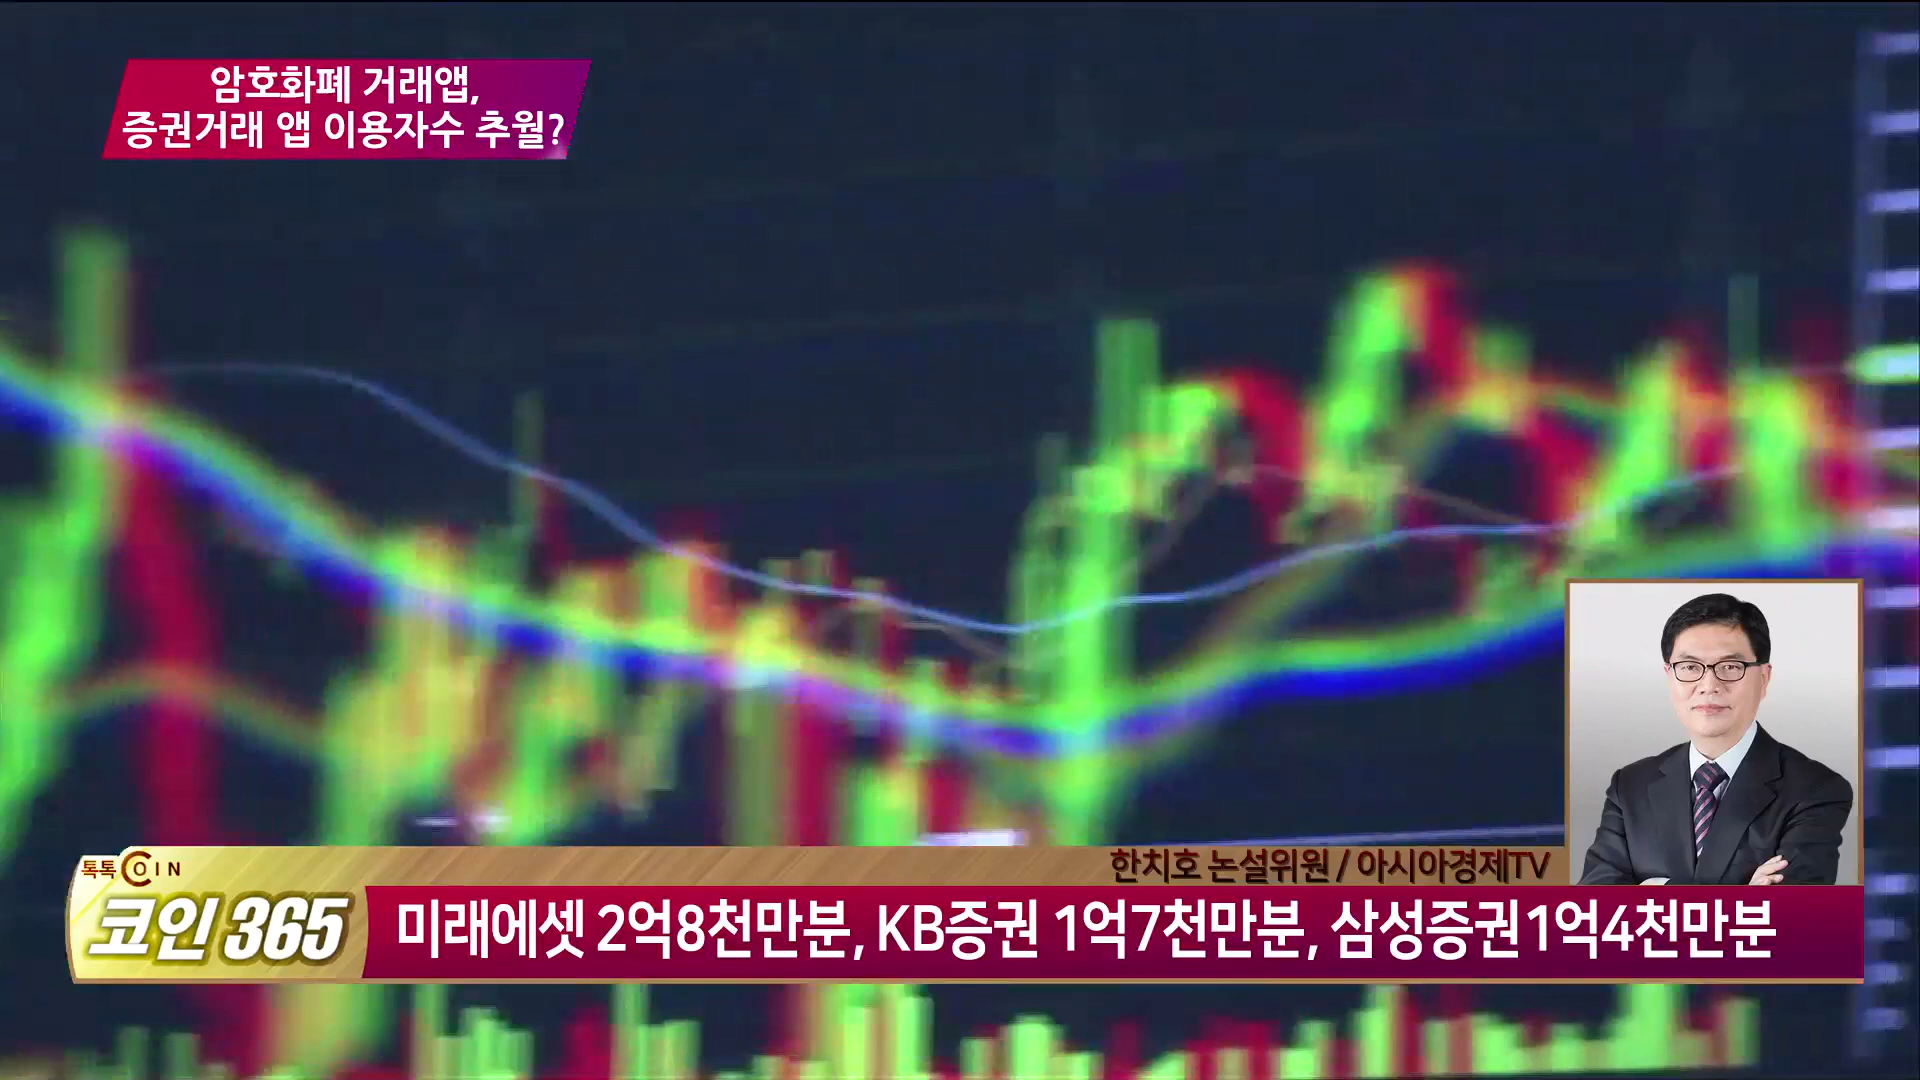 암호화폐 거래앱,
증권거래 앱 이용자수 추월?
한치호 논설위원 / 아시아경제TV
톡톡 COIN
코인 365
미래에셋 2억8천만분, KB증권 1억7천만분, 삼성증권1억4천만분